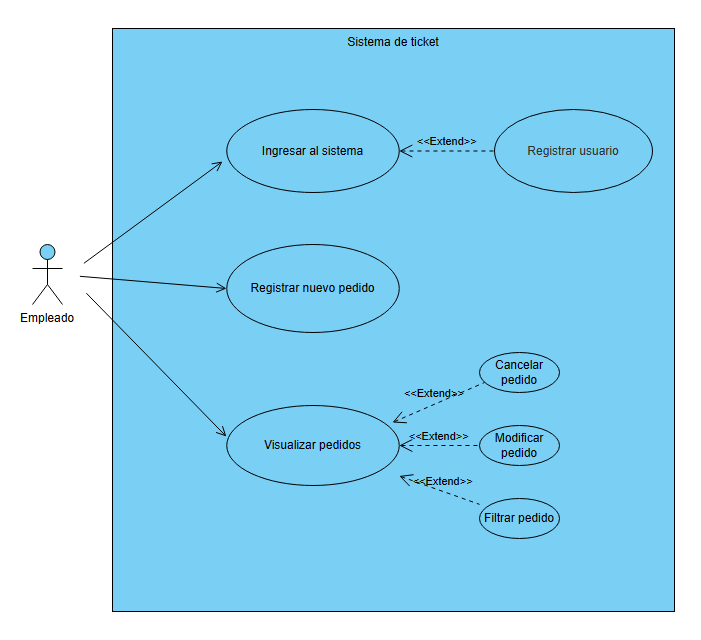 Sistema de ticket
Ingresar al sistema
<<Extend>>
Registrar usuario
Empleado
Registrar nuevo pedido
Visualizar pedidos
<<Extend>>
Cancelar
pedido
<<Extend>>
Modificar
pedido
<<Extend>>
Filtrar pedido